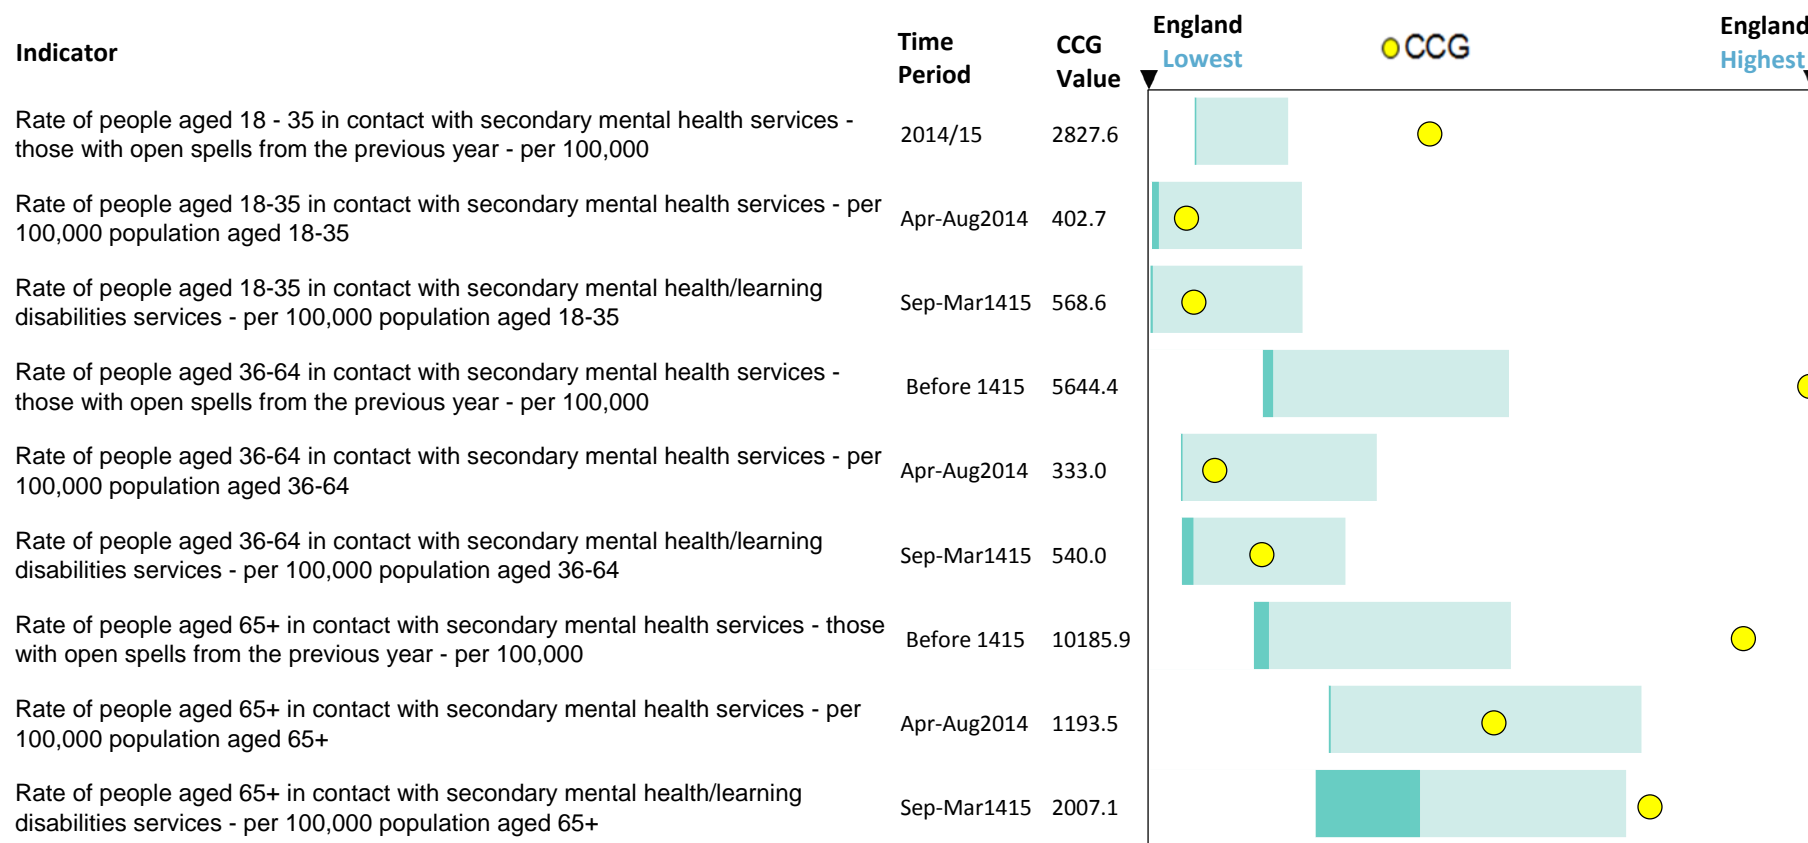 Indicator
Time
Period
CCG
Value
England
Lowest
CCG
England
Highest
Rate of people aged 18 - 35 in contact with secondary mental health services -
those with open spells from the previous year - per 100,000
2014/15
2827.6
Rate of people aged 18-35 in contact with secondary mental health services - per
100,000 population aged 18-35
Apr-Aug2014
402.7
Rate of people aged 18-35 in contact with secondary mental health/learning
disabilities services - per 100,000 population aged 18-35
Sep-Mar1415
568.6
Rate of people aged 36-64 in contact with secondary mental health services -
those with open spells from the previous year - per 100,000
Before 1415
5644.4
Rate of people aged 36-64 in contact with secondary mental health services - per
100,000 population aged 36-64
Apr-Aug2014
333.0
Rate of people aged 36-64 in contact with secondary mental health/learning
disabilities services - per 100,000 population aged 36-64
Sep-Mar1415
540.0
Rate of people aged 65+ in contact with secondary mental health services - those
with open spells from the previous year - per 100,000
Before 1415
10185.9
Rate of people aged 65+ in contact with secondary mental health services - per
100,000 population aged 65+
Apr-Aug2014
1193.5
Rate of people aged 65+ in contact with secondary mental health/learning
disabilities services - per 100,000 population aged 65+
Sep-Mar1415
2007.1